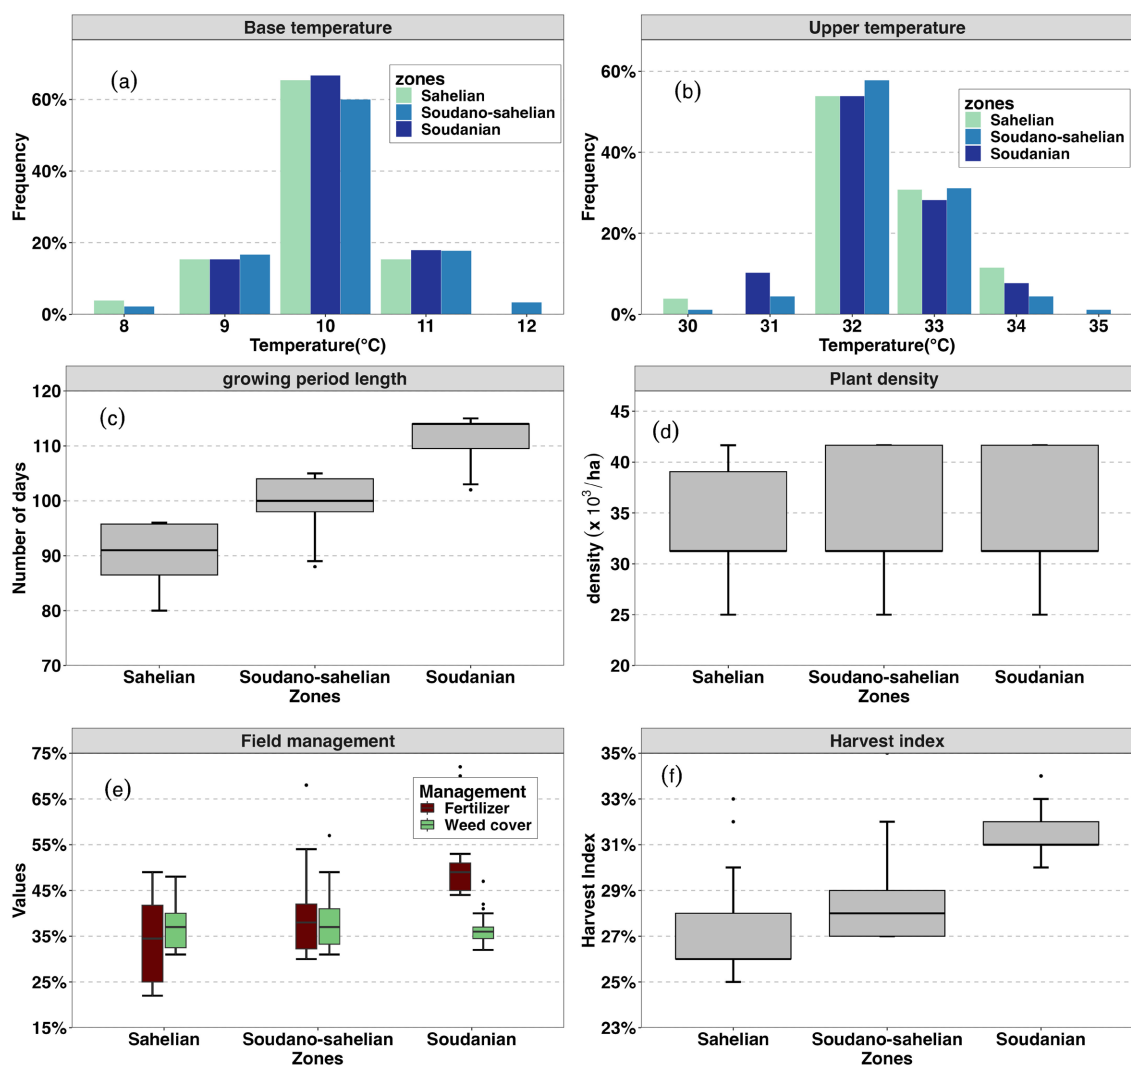 Base temperature
(a)
zones
Sahelian
Soudano-sahelian
Soudanian
60%
40%
20%
0%
Frequency
8 9 10 11 12
Temperature(°C)
Upper temperature
(b)
zones
Sahelian
Soudano-sahelian
Soudanian
60%
40%
20%
0%
Frequency
30 31 32 33 34 35
Temperature(°C)
growing period length
(c)
120
110
100
90
80
70
Number of days
Sahelian Soudano-sahelian Soudanian
Zones
Plant density
(d)
45
40
35
30
25
20
density (x 10³/ha)
Sahelian Soudano-sahelian Soudanian
Zones
Field management
(e)
Management
Fertilizer
Weed cover
75%
65%
55%
45%
35%
25%
15%
Values
Sahelian Soudano-sahelian Soudanian
Zones
Harvest index
(f)
35%
33%
31%
29%
27%
25%
23%
Harvest Index
Sahelian Soudano-sahelian Soudanian
Zones